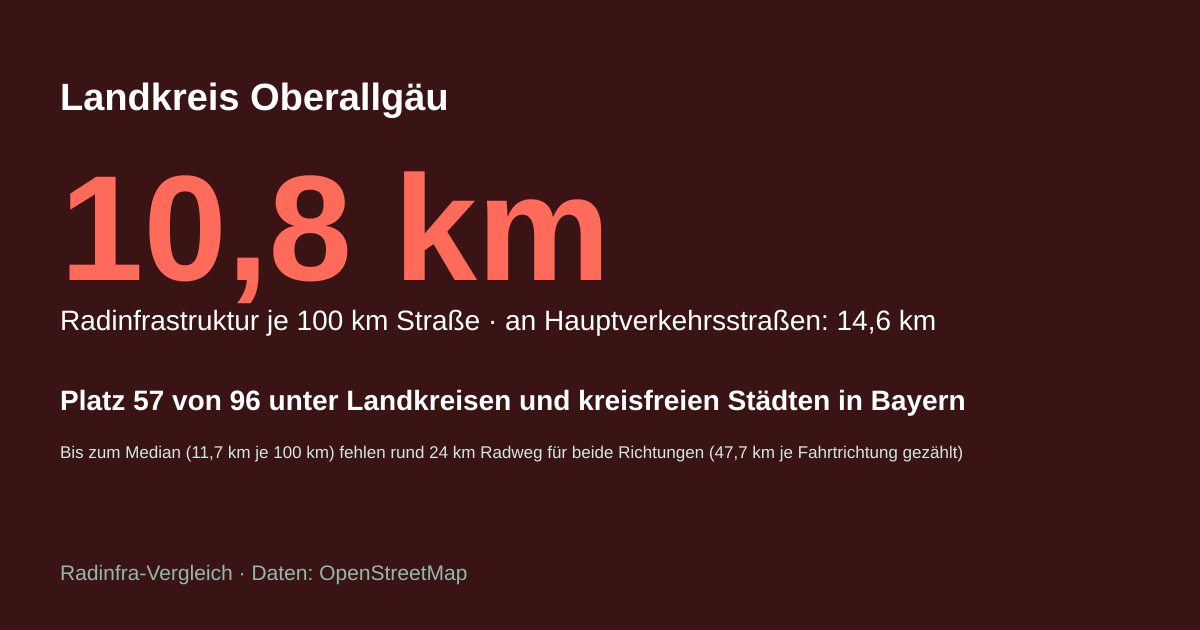 Landkreis Oberallgäu
10,8 km
Radinfrastruktur je 100 km Straße · an Hauptverkehrsstraßen: 14,6 km
Platz 57 von 96 unter Landkreisen und kreisfreien Städten in Bayern
Bis zum Median (11,7 km je 100 km) fehlen rund 24 km Radweg für beide Richtungen (47,7 km je Fahrtrichtung gezählt)
Radinfra-Vergleich · Daten: OpenStreetMap